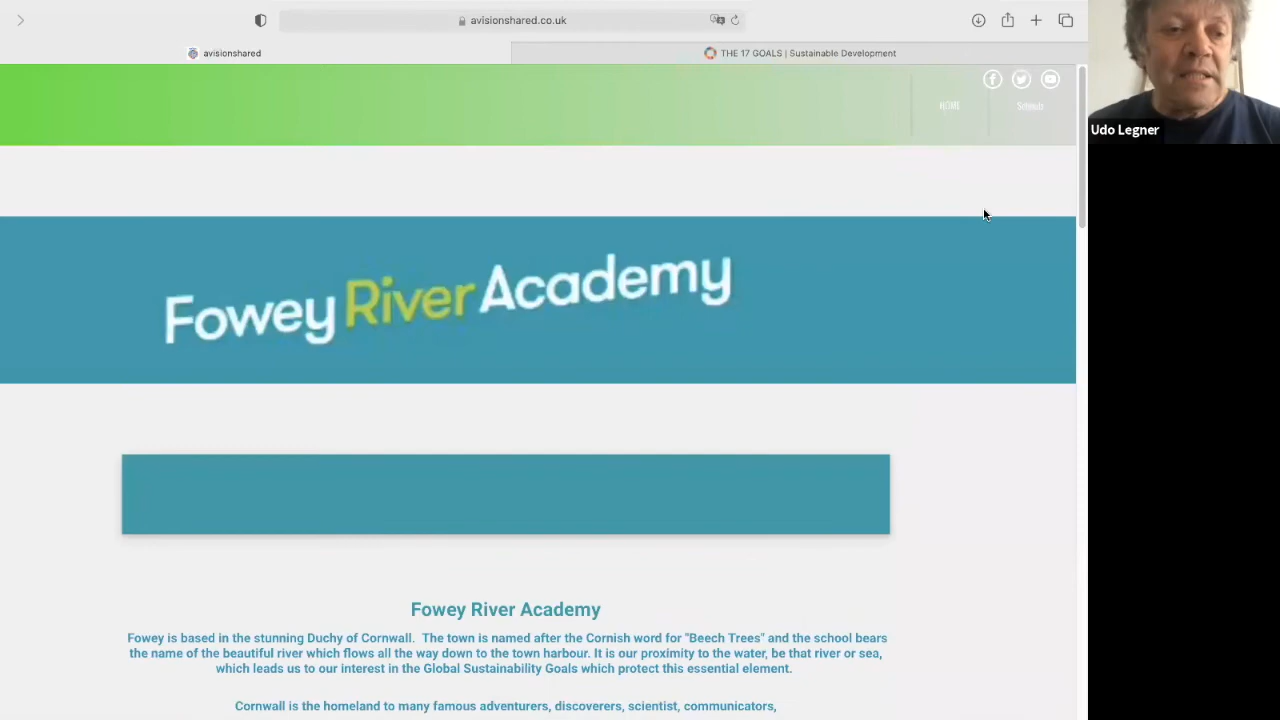 avisionshared.co.uk
avisionshared
THE 17 GOALS | Sustainable Development
HOME
Schools
Udo Legner
Fowey River Academy
Fowey River Academy
Fowey is based in the stunning Duchy of Cornwall.  The town is named after the Cornish word for "Beech Trees" and the school bears
the name of the beautiful river which flows all the way down to the town harbour. It is our proximity to the water, be that river or sea,
which leads us to our interest in the Global Sustainability Goals which protect this essential element.
Cornwall is the homeland to many famous adventurers, discoverers, scientist, communicators,